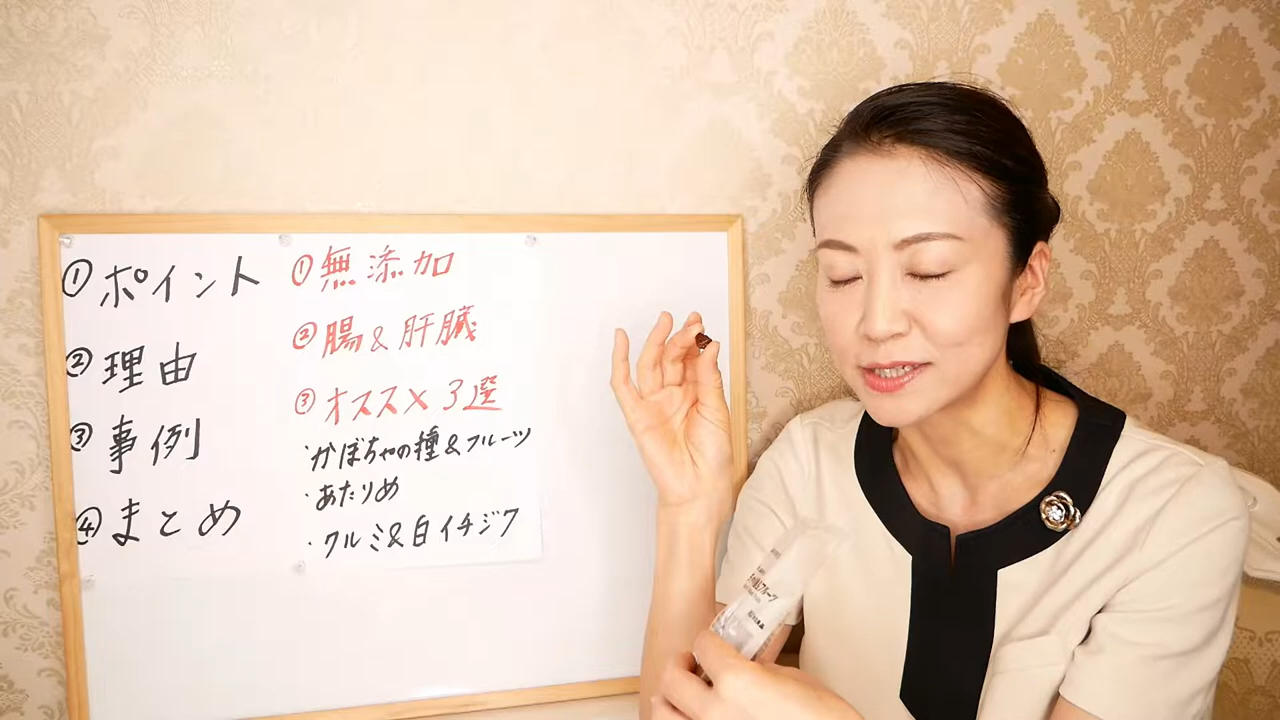 ①ポイント
②理由
③事例
④まとめ
①無添加
②腸&肝臓
③オススメ3選
・かぼちゃの種&フルーツ
・あたりめ
・クルミ&白イチジク